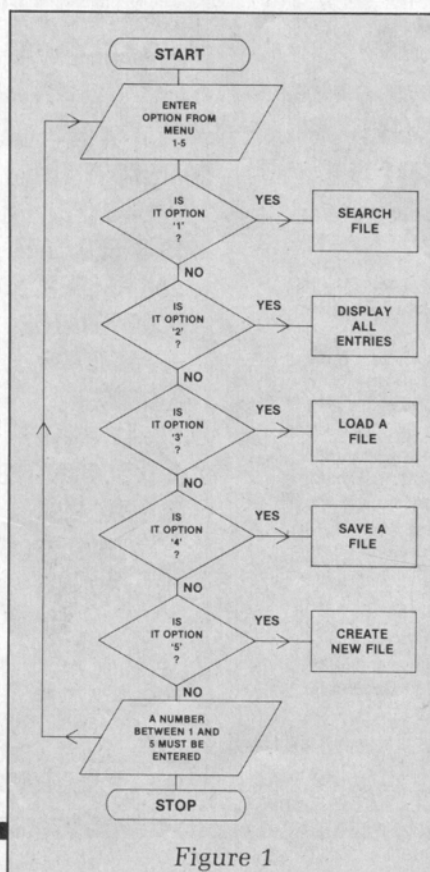 START
ENTER
OPTION FROM
MENU
1-5
IS
IT OPTION
'1'
?
YES
SEARCH
FILE
NO
IS
IT OPTION
'2'
?
YES
DISPLAY
ALL
ENTRIES
NO
IS
IT OPTION
'3'
?
YES
LOAD A
FILE
NO
IS
IT OPTION
'4'
?
YES
SAVE A
FILE
NO
IS
IT OPTION
'5'
?
YES
CREATE
NEW FILE
NO
A NUMBER
BETWEEN 1 AND
5 MUST BE
ENTERED
STOP
Figure 1